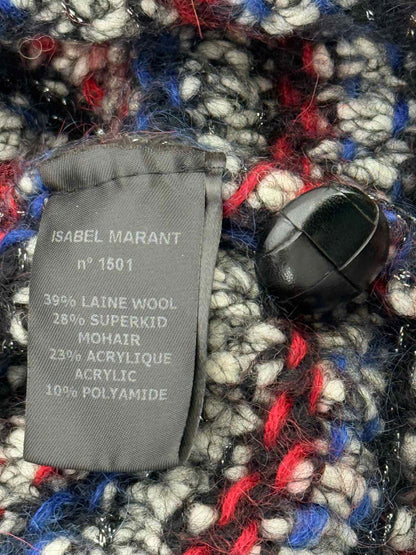 ISABEL MARANT
n° 1501
39% LAINE WOOL
28% SUPERKID
MOHAIR
23% ACRYLIQUE
ACRYLIC
10% POLYAMIDE